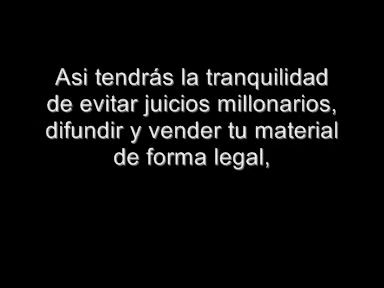 Asi tendrás la tranquilidad
de evitar juicios millonarios,
difundir y vender tu material
de forma legal,